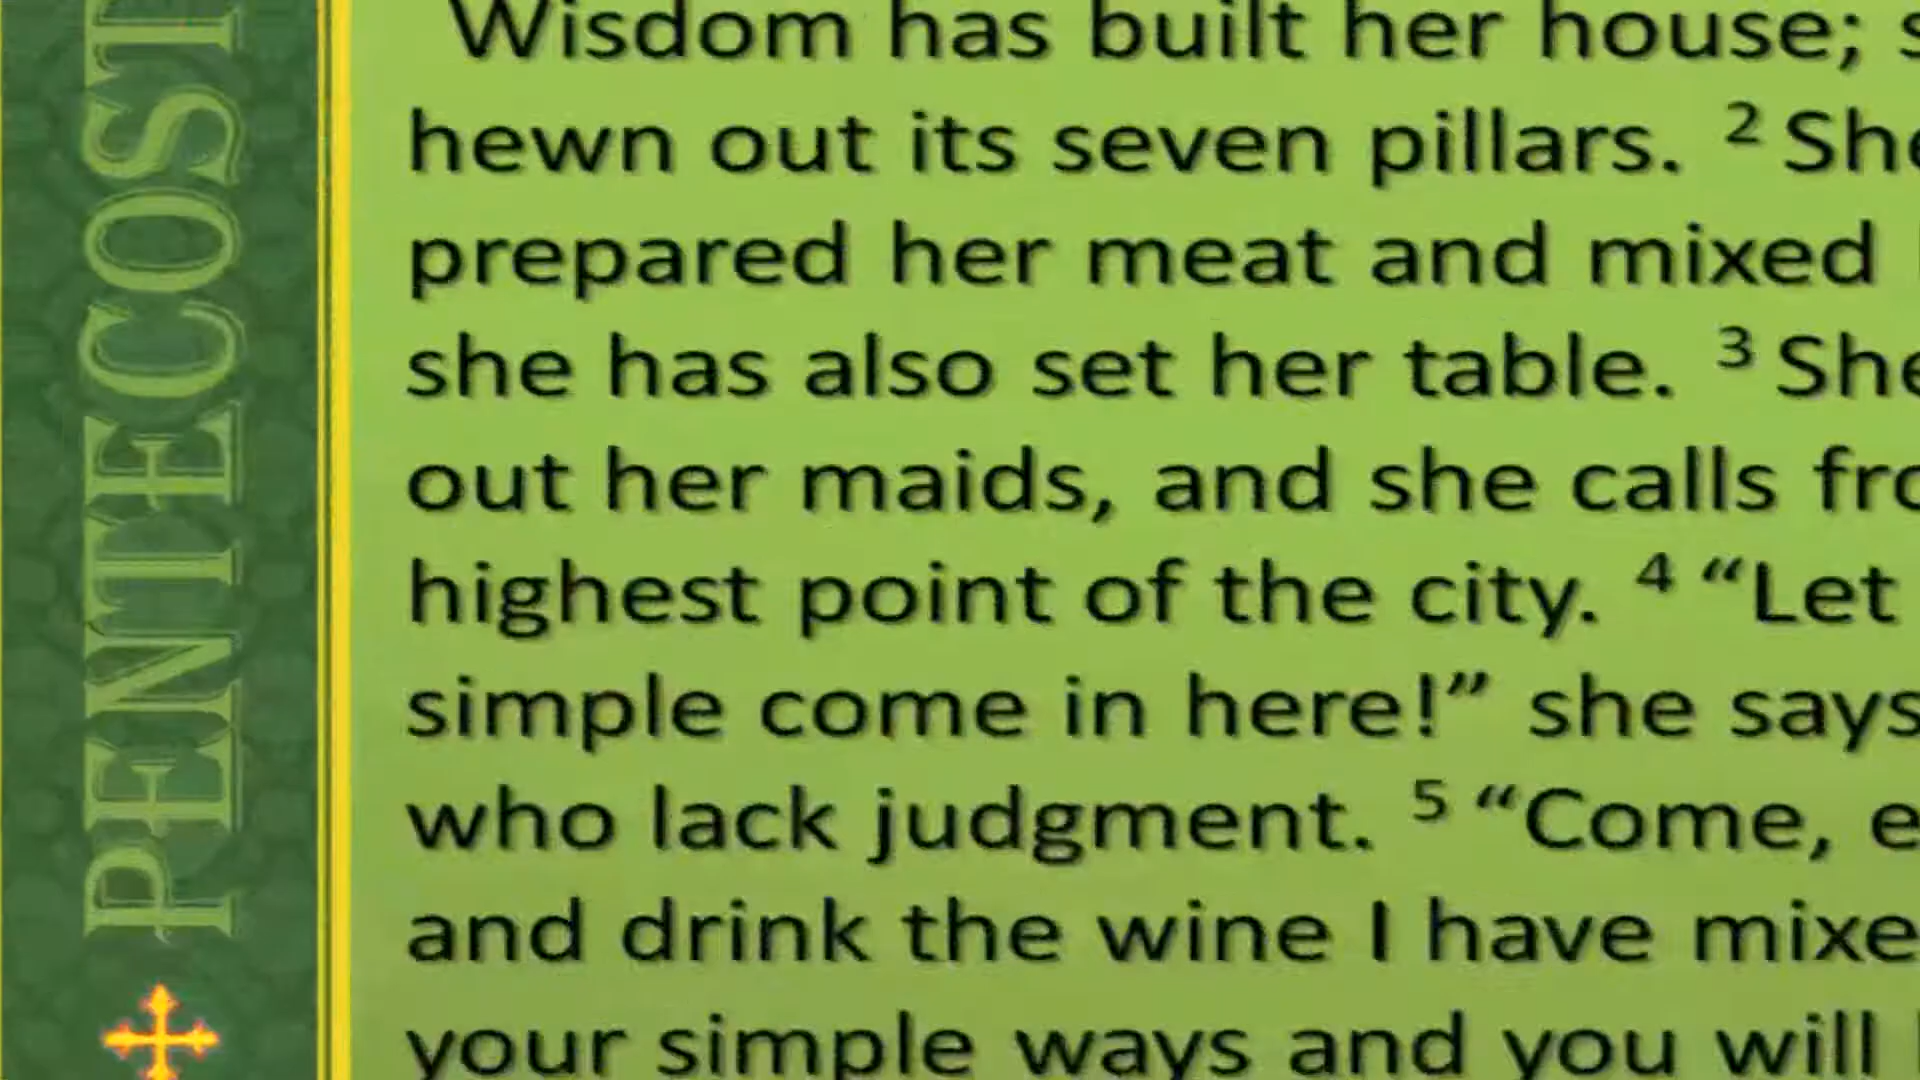 PENTECOST
Wisdom has built her house; s
hewn out its seven pillars. ² She
prepared her meat and mixed
she has also set her table. ³ She
out her maids, and she calls fro
highest point of the city. ⁴ “Let
simple come in here!” she says
who lack judgment. ⁵ “Come, e
and drink the wine I have mixe
your simple ways and you will